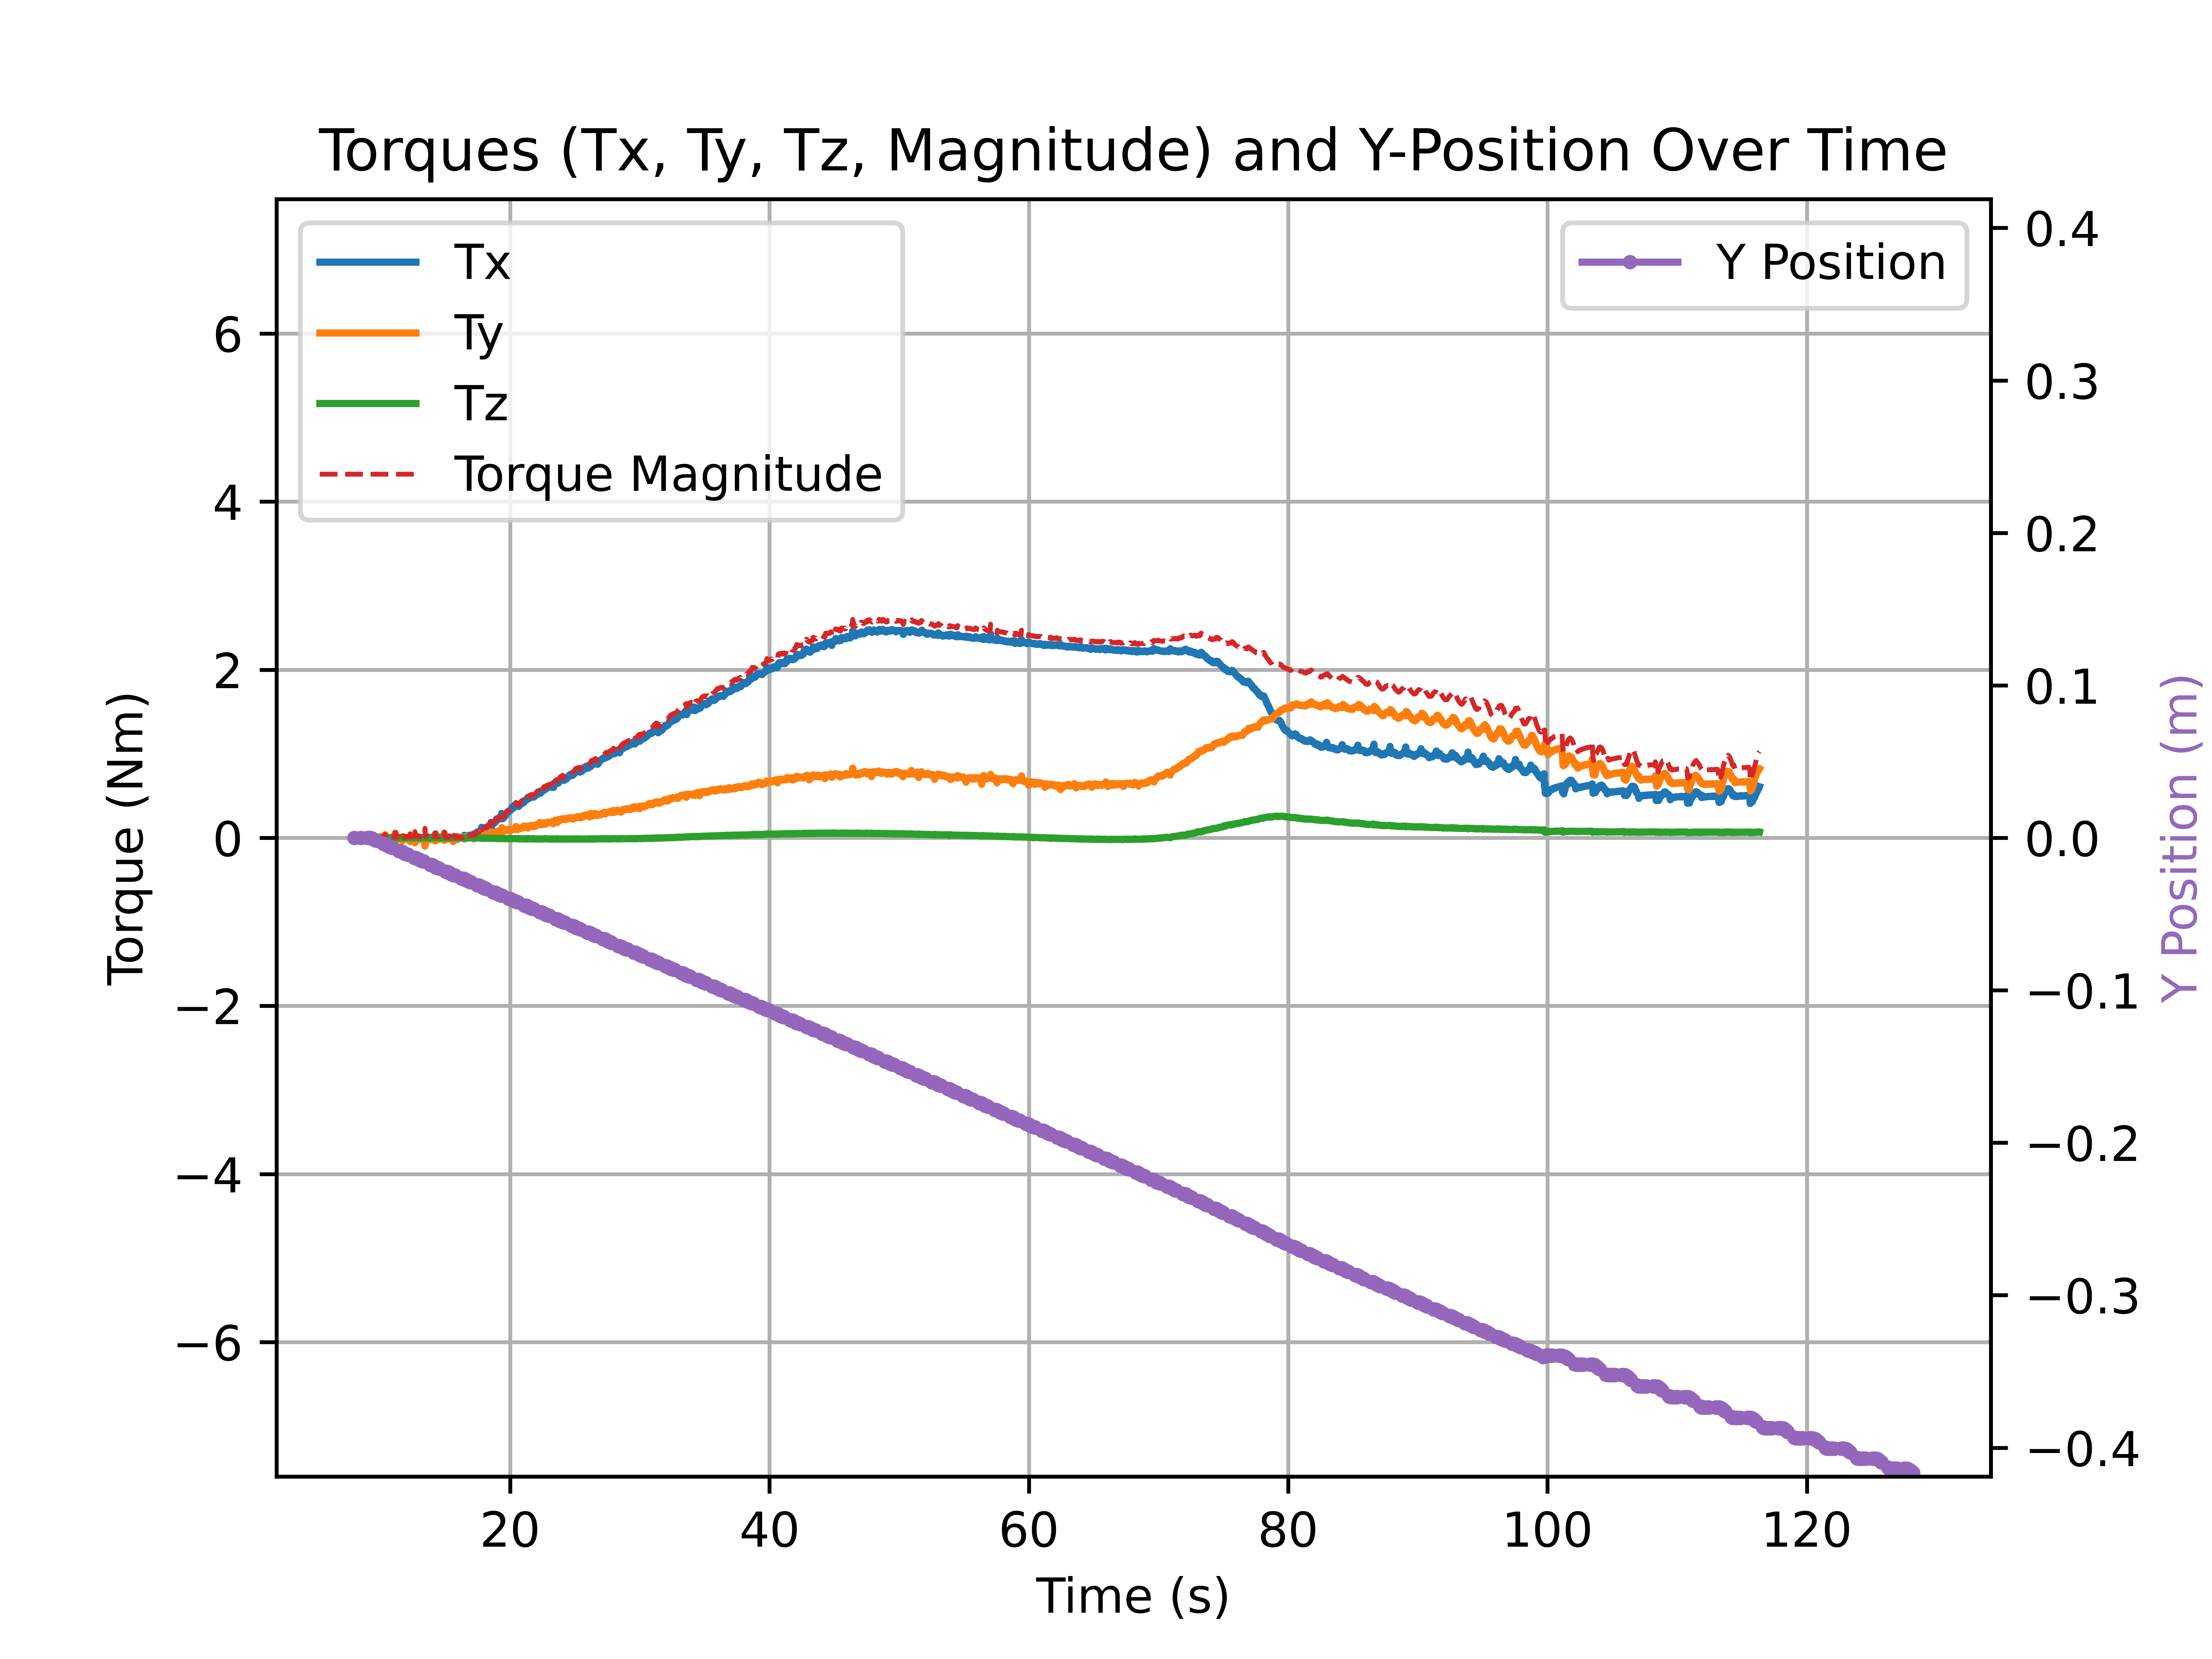 Torques (Tx, Ty, Tz, Magnitude) and Y-Position Over Time
Tx
Ty
Tz
Torque Magnitude
Y Position
Torque (Nm)
6
4
2
0
−2
−4
−6
0.4
0.3
0.2
0.1
0.0
−0.1
−0.2
−0.3
−0.4
Y Position (m)
20 40 60 80 100 120
Time (s)